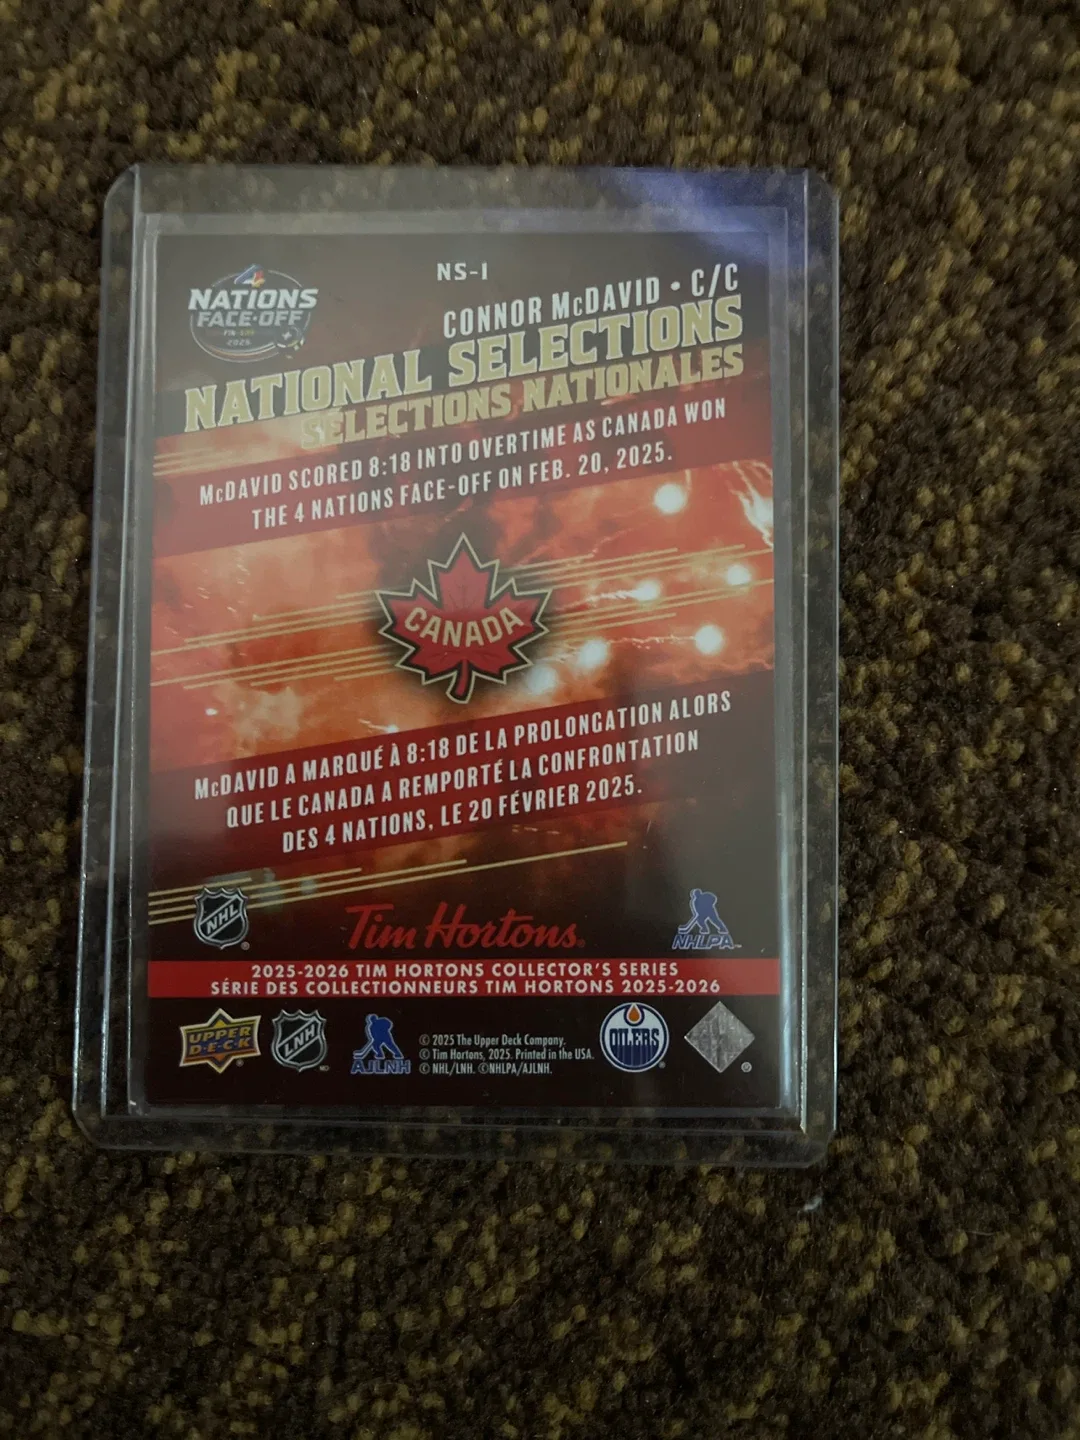 NS-1
NATIONS
FACE-OFF
2025
CONNOR McDAVID • C/C
NATIONAL SELECTIONS
SÉLECTIONS NATIONALES
McDAVID SCORED 8:18 INTO OVERTIME AS CANADA WON
THE 4 NATIONS FACE-OFF ON FEB. 20, 2025.
CANADA
McDAVID A MARQUÉ À 8:18 DE LA PROLONGATION ALORS
QUE LE CANADA A REMPORTÉ LA CONFRONTATION
DES 4 NATIONS, LE 20 FÉVRIER 2025.
NHL
Tim Hortons
NHLPA
2025-2026 TIM HORTONS COLLECTOR'S SERIES
SÉRIE DES COLLECTIONNEURS TIM HORTONS 2025-2026
UPPER
D·E·C·K
LNH
AJLNH
© 2025 The Upper Deck Company.
© Tim Hortons, 2025. Printed in the USA.
© NHL/LNH. ©NHLPA/AJLNH.
OILERS